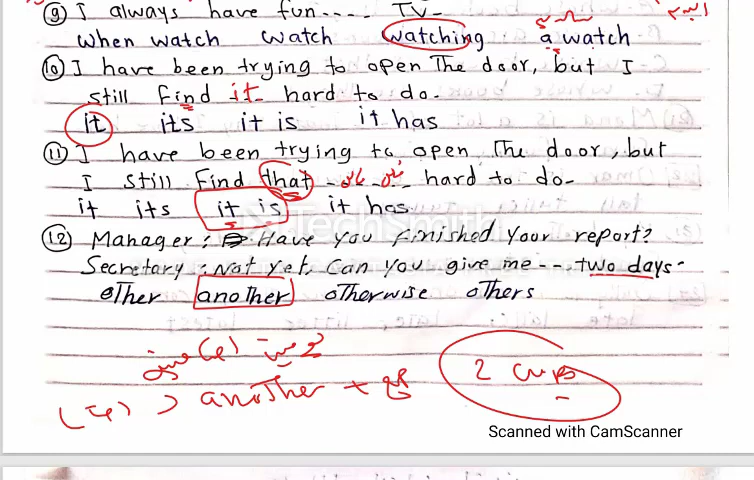 ⑨ I always have fun.... TV-
When watch watch watching a watch
⑩ I have been trying to open The door, but I
still find it hard to do-
it its it is it has
⑪ I have been trying to open The door, but
I still find that --- hard to do-
it its it is it has
⑫ Manager: Have you finished your report?
Secretary: Not yet, Can you give me --- two days-
other another otherwise others
another +
2 cups
Scanned with CamScanner